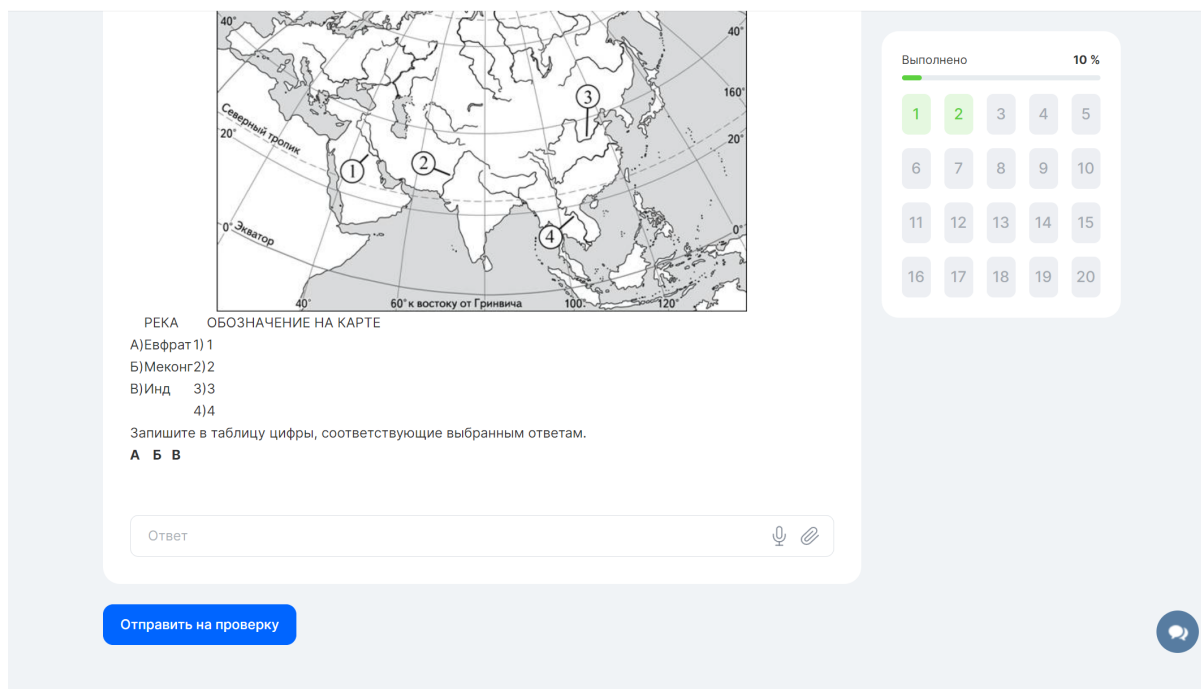 40°
40°
160°
3
Северный тропик
20°
20°
1
2
4
0°
Экватор
0°
40°
60° к востоку от Гринвича
100°
120°
РЕКА ОБОЗНАЧЕНИЕ НА КАРТЕ
А)Евфрат 1) 1
Б)Меконг 2)2
В)Инд 3)3
4)4
Запишите в таблицу цифры, соответствующие выбранным ответам.
А Б В
Ответ
Отправить на проверку
Выполнено 10 %
1 2 3 4 5
6 7 8 9 10
11 12 13 14 15
16 17 18 19 20